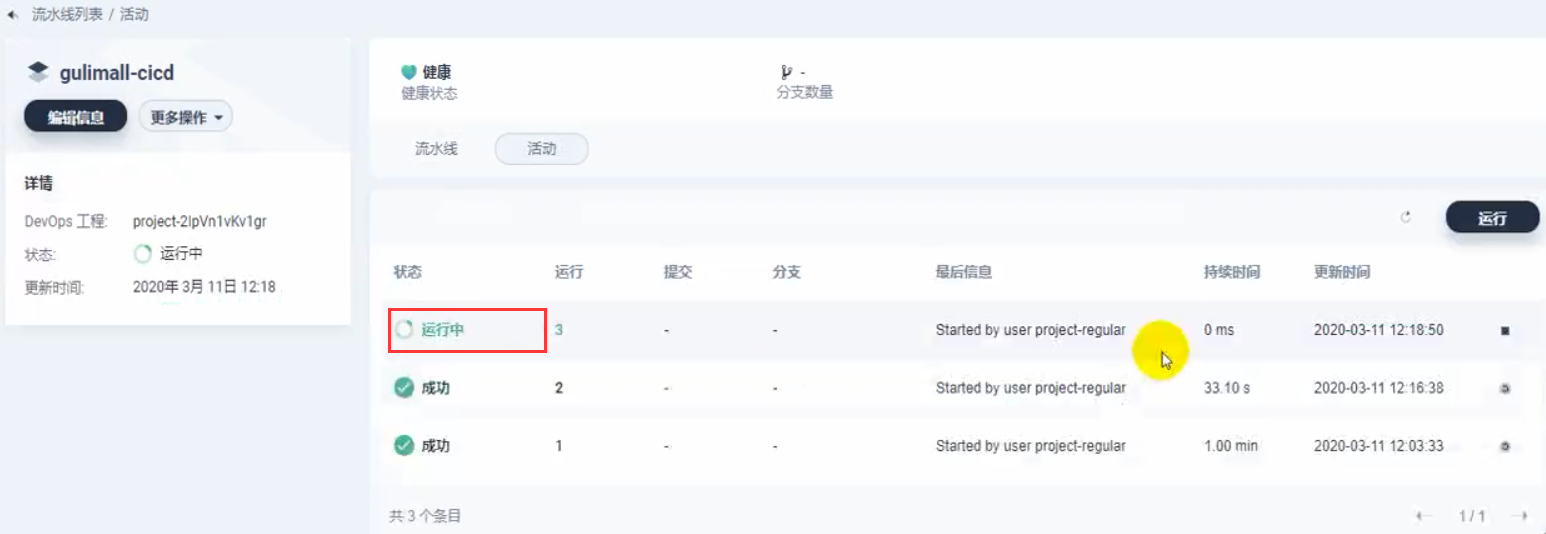 流水线列表 / 活动
gulimall-cicd
编辑信息 更多操作
详情
DevOps 工程: project-2lpVn1vKv1gr
状态: 运行中
更新时间: 2020年 3月 11日 12:18
健康 -
健康状态 分支数量
流水线 活动
运行
状态 运行 提交 分支 最后信息 持续时间 更新时间
运行中 3 - - Started by user project-regular 0 ms 2020-03-11 12:18:50
成功 2 - - Started by user project-regular 33.10 s 2020-03-11 12:16:38
成功 1 - - Started by user project-regular 1.00 min 2020-03-11 12:03:33
共 3 个条目 1 / 1